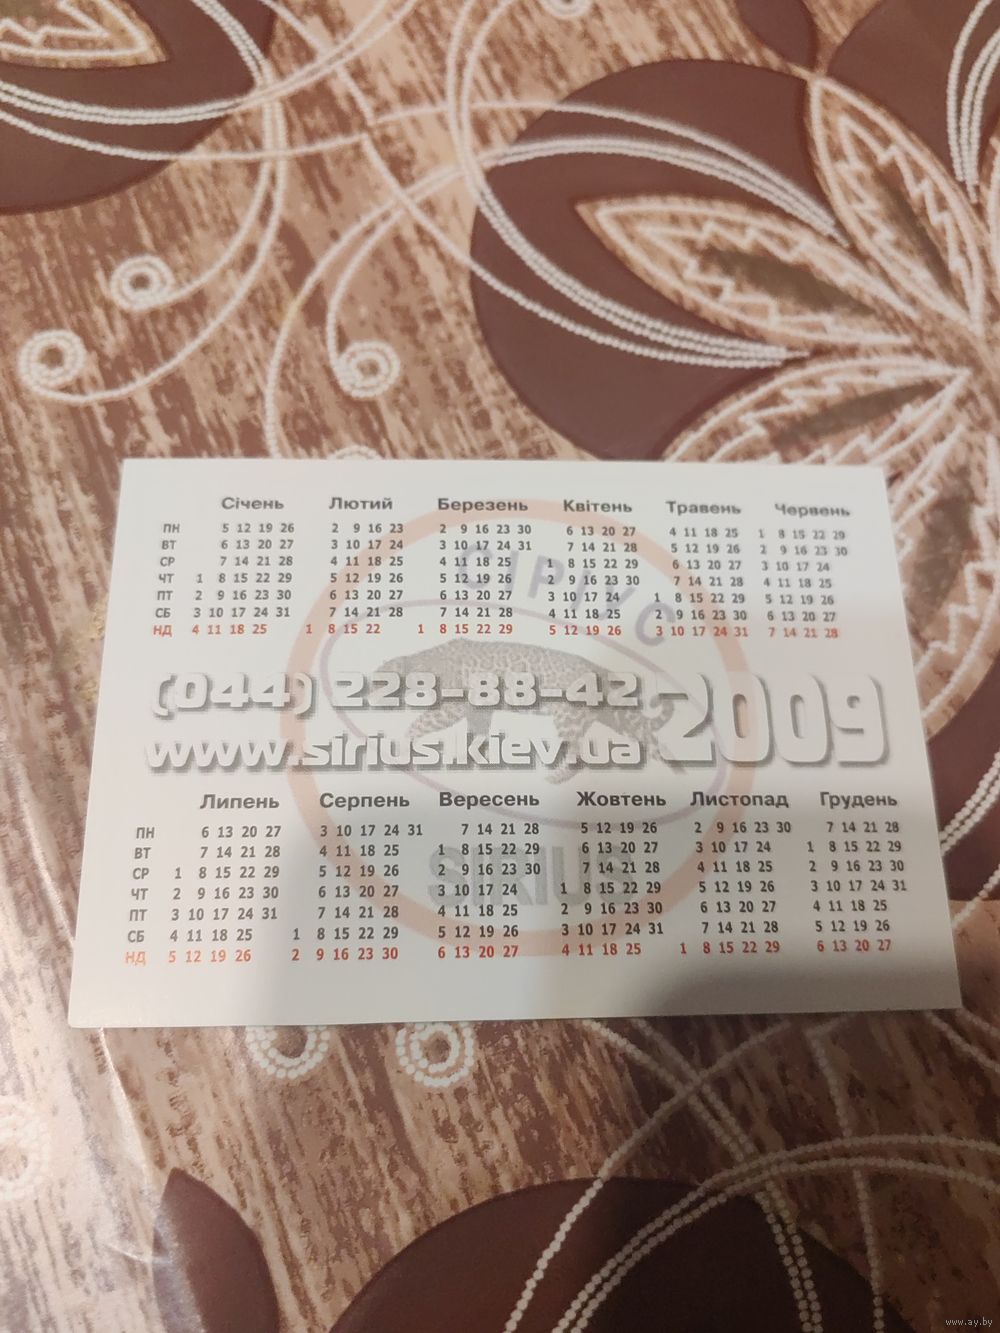 Січень Лютий Березень Квітень Травень Червень
ПН 5 12 19 26 2 9 16 23 2 9 16 23 30 6 13 20 27 4 11 18 25 1 8 15 22 29
ВТ 6 13 20 27 3 10 17 24 3 10 17 24 31 7 14 21 28 5 12 19 26 2 9 16 23 30
СР 7 14 21 28 4 11 18 25 4 11 18 25 1 8 15 22 29 6 13 20 27 3 10 17 24
ЧТ 1 8 15 22 29 5 12 19 26 5 12 19 26 2 9 16 23 30 7 14 21 28 4 11 18 25
ПТ 2 9 16 23 30 6 13 20 27 6 13 20 27 3 10 17 24 1 8 15 22 29 5 12 19 26
СБ 3 10 17 24 31 7 14 21 28 7 14 21 28 4 11 18 25 2 9 16 23 30 6 13 20 27
НД 4 11 18 25 1 8 15 22 1 8 15 22 29 5 12 19 26 3 10 17 24 31 7 14 21 28
СІРІУС
(044) 228-88-42 2009
www.sirius.kiev.ua
Липень Серпень Вересень Жовтень Листопад Грудень
ПН 6 13 20 27 3 10 17 24 31 7 14 21 28 5 12 19 26 2 9 16 23 30 7 14 21 28
ВТ 7 14 21 28 4 11 18 25 1 8 15 22 29 6 13 20 27 3 10 17 24 1 8 15 22 29
СР 1 8 15 22 29 5 12 19 26 2 9 16 23 30 7 14 21 28 4 11 18 25 2 9 16 23 30
ЧТ 2 9 16 23 30 6 13 20 27 3 10 17 24 1 8 15 22 29 5 12 19 26 3 10 17 24 31
ПТ 3 10 17 24 31 7 14 21 28 4 11 18 25 2 9 16 23 30 6 13 20 27 4 11 18 25
СБ 4 11 18 25 1 8 15 22 29 5 12 19 26 3 10 17 24 31 7 14 21 28 5 12 19 26
НД 5 12 19 26 2 9 16 23 30 6 13 20 27 4 11 18 25 1 8 15 22 29 6 13 20 27
SIRIUS
www.ay.by